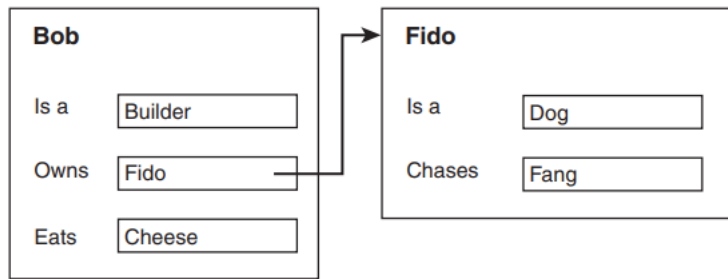 Bob
Is a Builder
Owns Fido
Eats Cheese
Fido
Is a Dog
Chases Fang